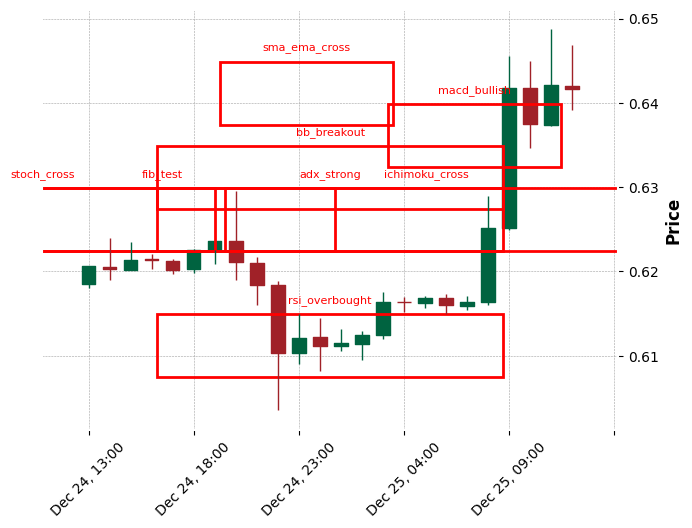 0.65
sma_ema_cross
0.64
macd_bullish
bb_breakout
stoch_cross
fib_test
adx_strong
ichimoku_cross
0.63
0.62
rsi_overbought
0.61
Price
Dec 24, 13:00
Dec 24, 18:00
Dec 24, 23:00
Dec 25, 04:00
Dec 25, 09:00